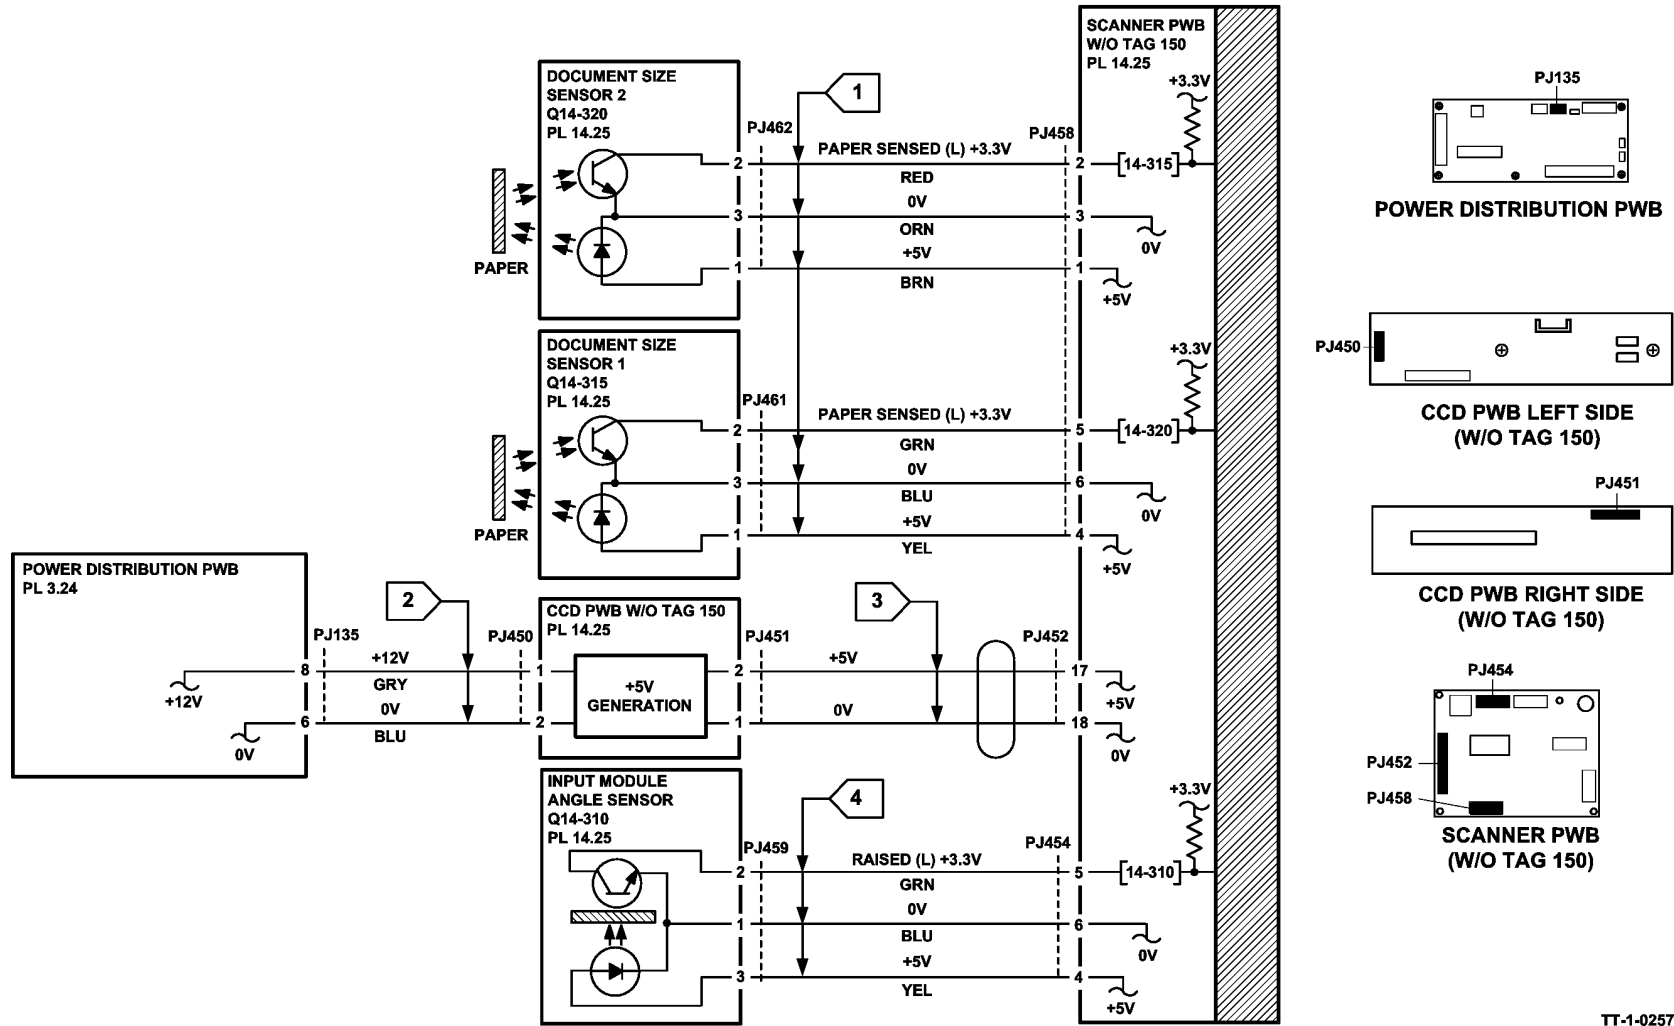 SCANNER PWB
W/O TAG 150
PL 14.25
+3.3V
DOCUMENT SIZE
SENSOR 2
Q14-320
PL 14.25
1
PJ462
PJ458
2
PAPER SENSED (L) +3.3V
2
[14-315]
RED
0V
3
3
ORN
0V
+5V
1
1
BRN
+5V
PAPER
DOCUMENT SIZE
SENSOR 1
Q14-315
PL 14.25
+3.3V
PJ461
2
PAPER SENSED (L) +3.3V
5
[14-320]
GRN
0V
3
6
BLU
0V
+5V
1
4
YEL
+5V
PAPER
POWER DISTRIBUTION PWB
PL 3.24
2
CCD PWB W/O TAG 150
PL 14.25
3
PJ135
PJ450
PJ451
PJ452
8
+12V
1
2
+5V
17
+12V
GRY
+5V
GENERATION
+5V
6
0V
2
1
0V
18
0V
BLU
0V
INPUT MODULE
ANGLE SENSOR
Q14-310
PL 14.25
4
+3.3V
PJ459
PJ454
2
RAISED (L) +3.3V
5
[14-310]
GRN
0V
1
6
BLU
0V
+5V
3
4
YEL
+5V
PJ135
POWER DISTRIBUTION PWB
PJ450
CCD PWB LEFT SIDE
(W/O TAG 150)
PJ451
CCD PWB RIGHT SIDE
(W/O TAG 150)
PJ454
PJ452
PJ458
SCANNER PWB
(W/O TAG 150)
TT-1-0257